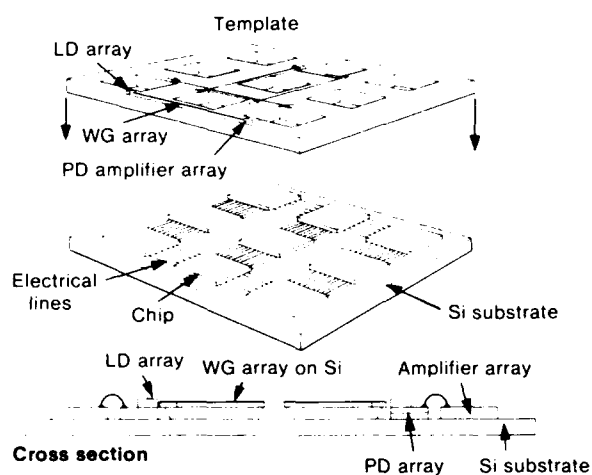 Template
LD array
WG array
PD amplifier array
Electrical
lines
Chip
Si substrate
LD array
WG array on Si
Amplifier array
Cross section
PD array
Si substrate